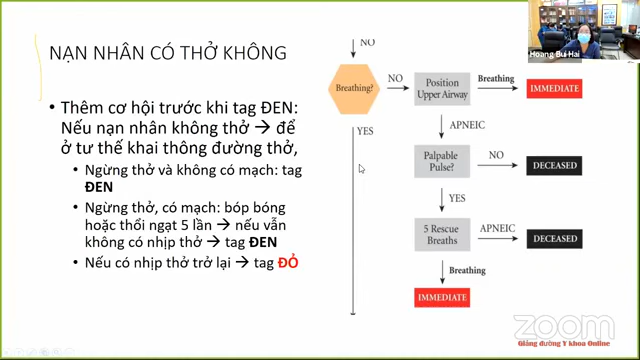 NẠN NHÂN CÓ THỞ KHÔNG
• Thêm cơ hội trước khi tag ĐEN:
Nếu nạn nhân không thở → để
ở tư thế khai thông đường thở,
• Ngừng thở và không có mạch: tag
ĐEN
• Ngừng thở, có mạch: bóp bóng
hoặc thổi ngạt 5 lần → nếu vẫn
không có nhịp thở → tag ĐEN
• Nếu có nhịp thở trở lại → tag ĐỎ
NO
Breathing?
NO
Position
Upper Airway
Breathing
IMMEDIATE
YES
APNEIC
Palpable
Pulse?
NO
DECEASED
YES
5 Rescue
Breaths
APNEIC
DECEASED
Breathing
IMMEDIATE
Hoang Bui Hai
zoom
Giảng đường Y khoa Online